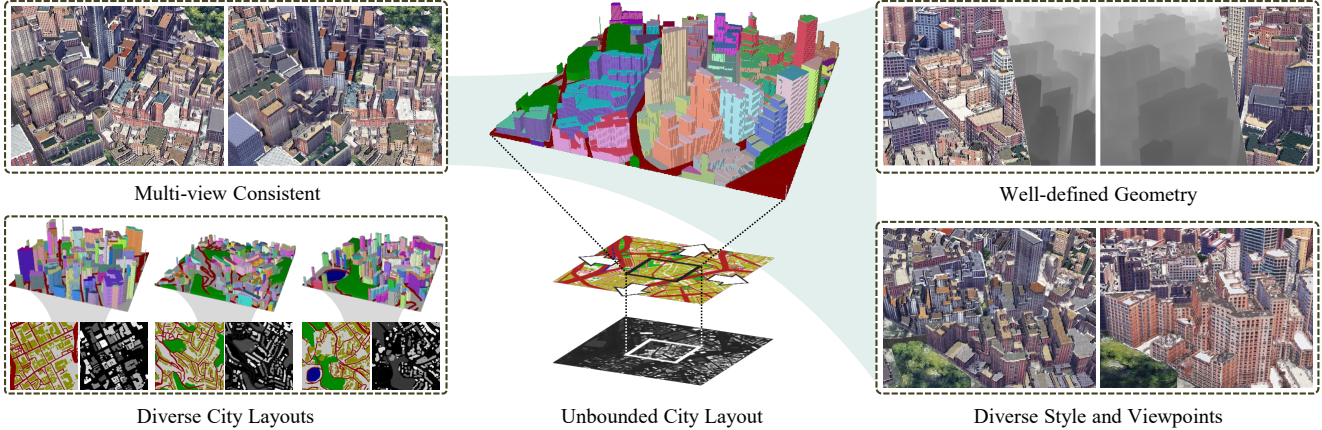 Multi-view Consistent
Well-defined Geometry
Diverse City Layouts
Unbounded City Layout
Diverse Style and Viewpoints